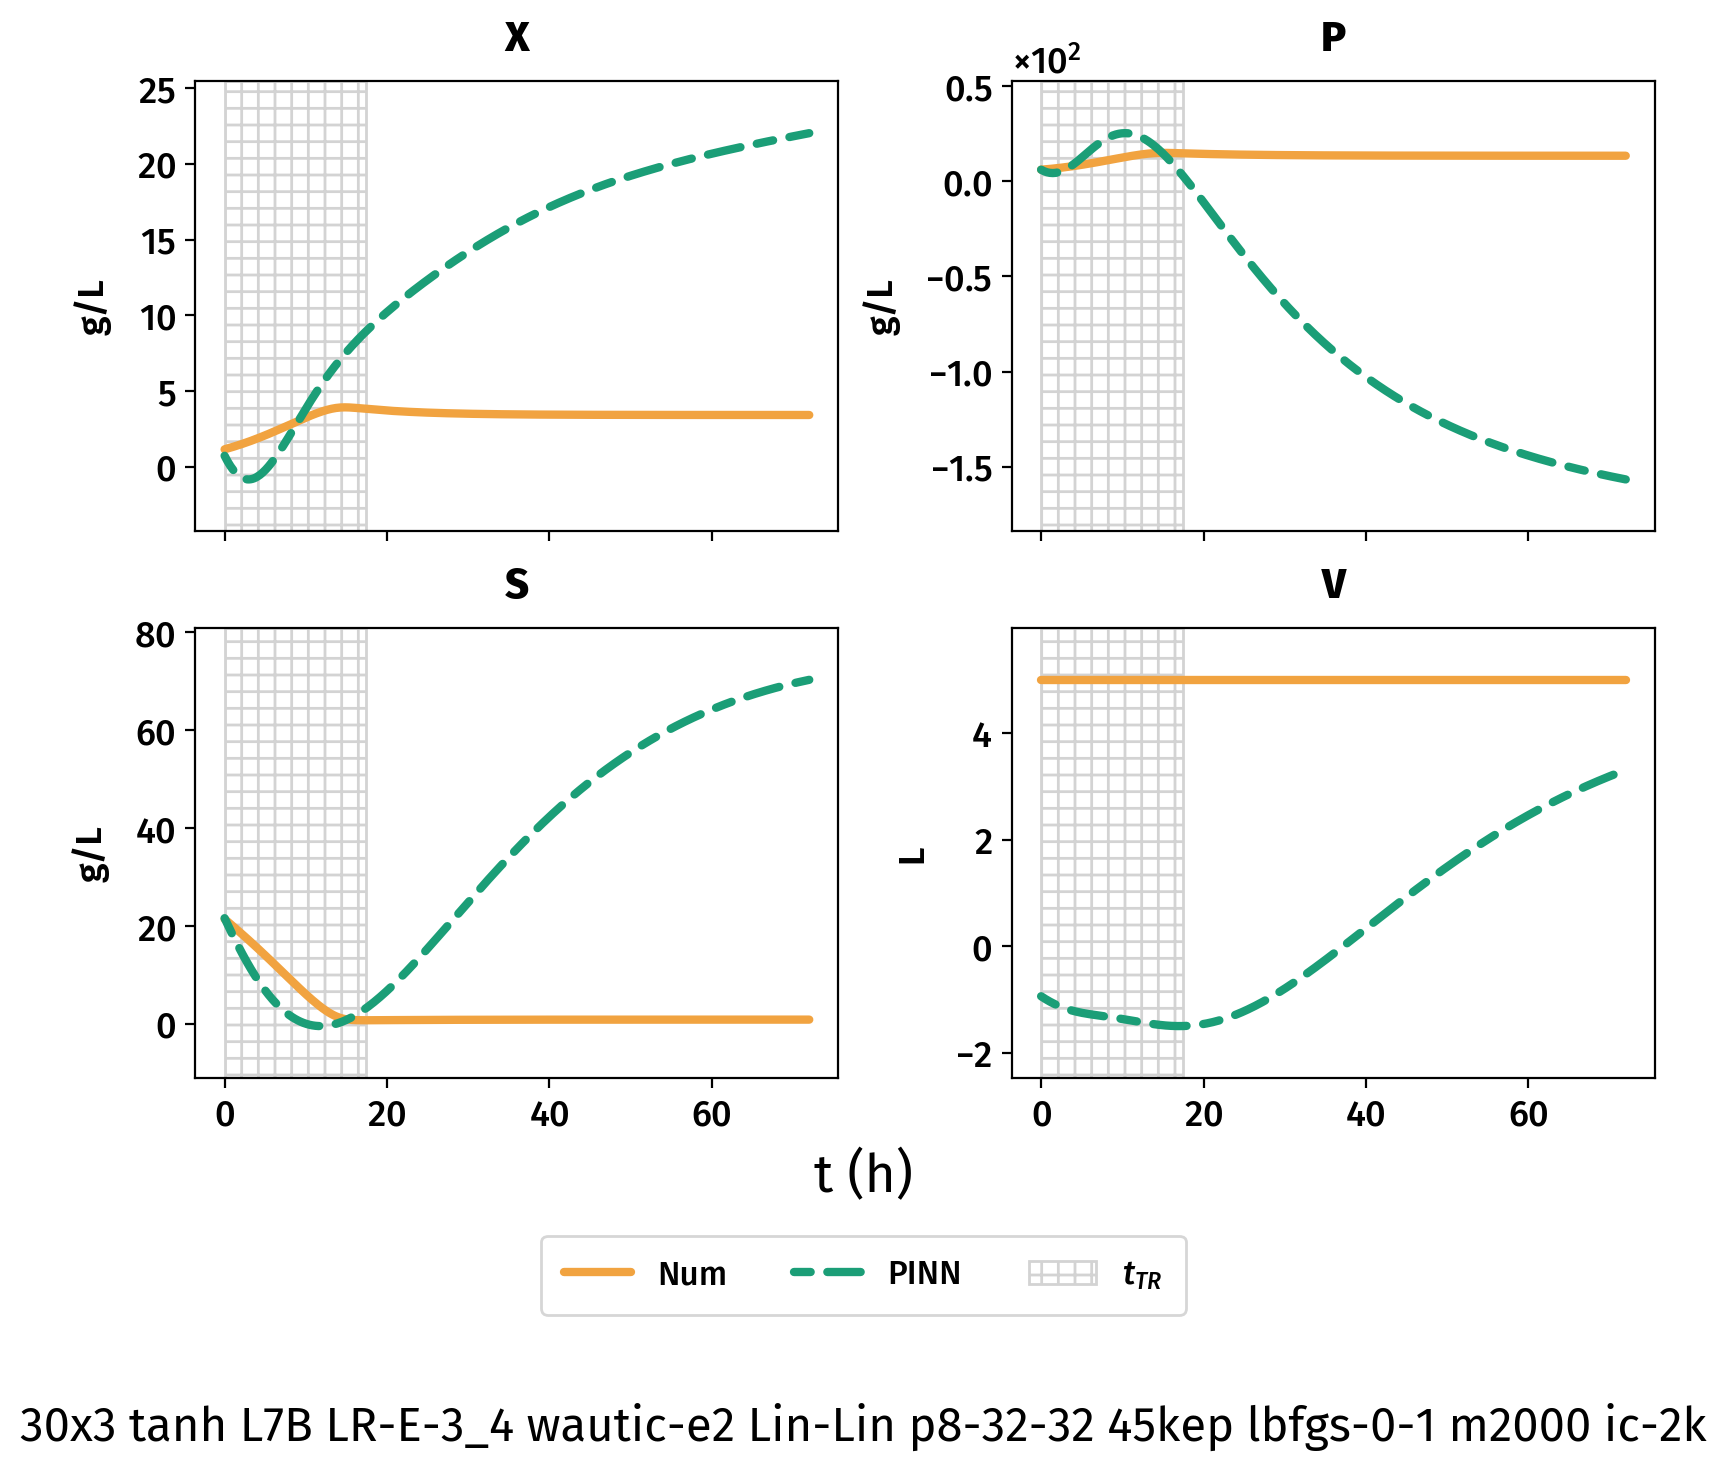 X
P
×10²
25
20
15
10
5
0
g/L
0.5
0.0
−0.5
−1.0
−1.5
g/L
S
V
80
60
40
20
0
g/L
4
2
0
−2
L
0 20 40 60
0 20 40 60
t (h)
Num PINN t_TR
30x3 tanh L7B LR-E-3_4 wautic-e2 Lin-Lin p8-32-32 45kep lbfgs-0-1 m2000 ic-2k